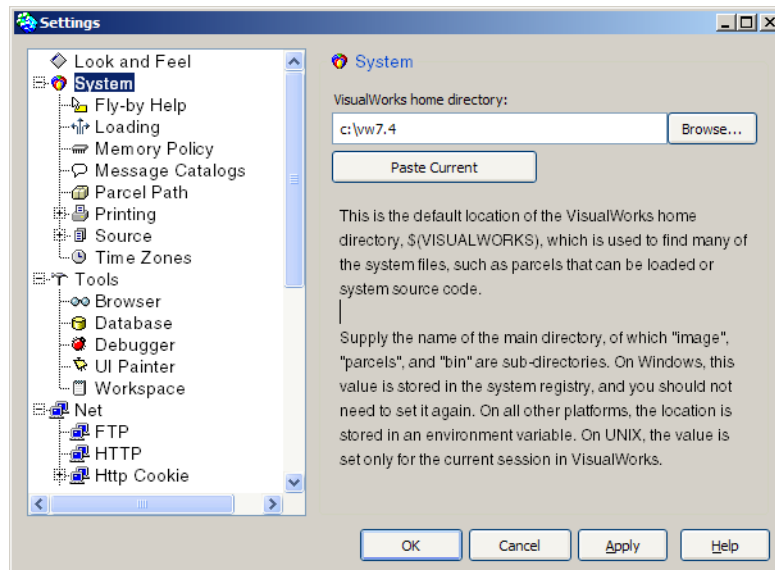 Settings
Look and Feel
System
Fly-by Help
Loading
Memory Policy
Message Catalogs
Parcel Path
Printing
Source
Time Zones
Tools
Browser
Database
Debugger
UI Painter
Workspace
Net
FTP
HTTP
Http Cookie
System
VisualWorks home directory:
c:\vw7.4
Browse...
Paste Current
This is the default location of the VisualWorks home
directory, $(VISUALWORKS), which is used to find many of
the system files, such as parcels that can be loaded or
system source code.
Supply the name of the main directory, of which "image",
"parcels", and "bin" are sub-directories. On Windows, this
value is stored in the system registry, and you should not
need to set it again. On all other platforms, the location is
stored in an environment variable. On UNIX, the value is
set only for the current session in VisualWorks.
OK
Cancel
Apply
Help